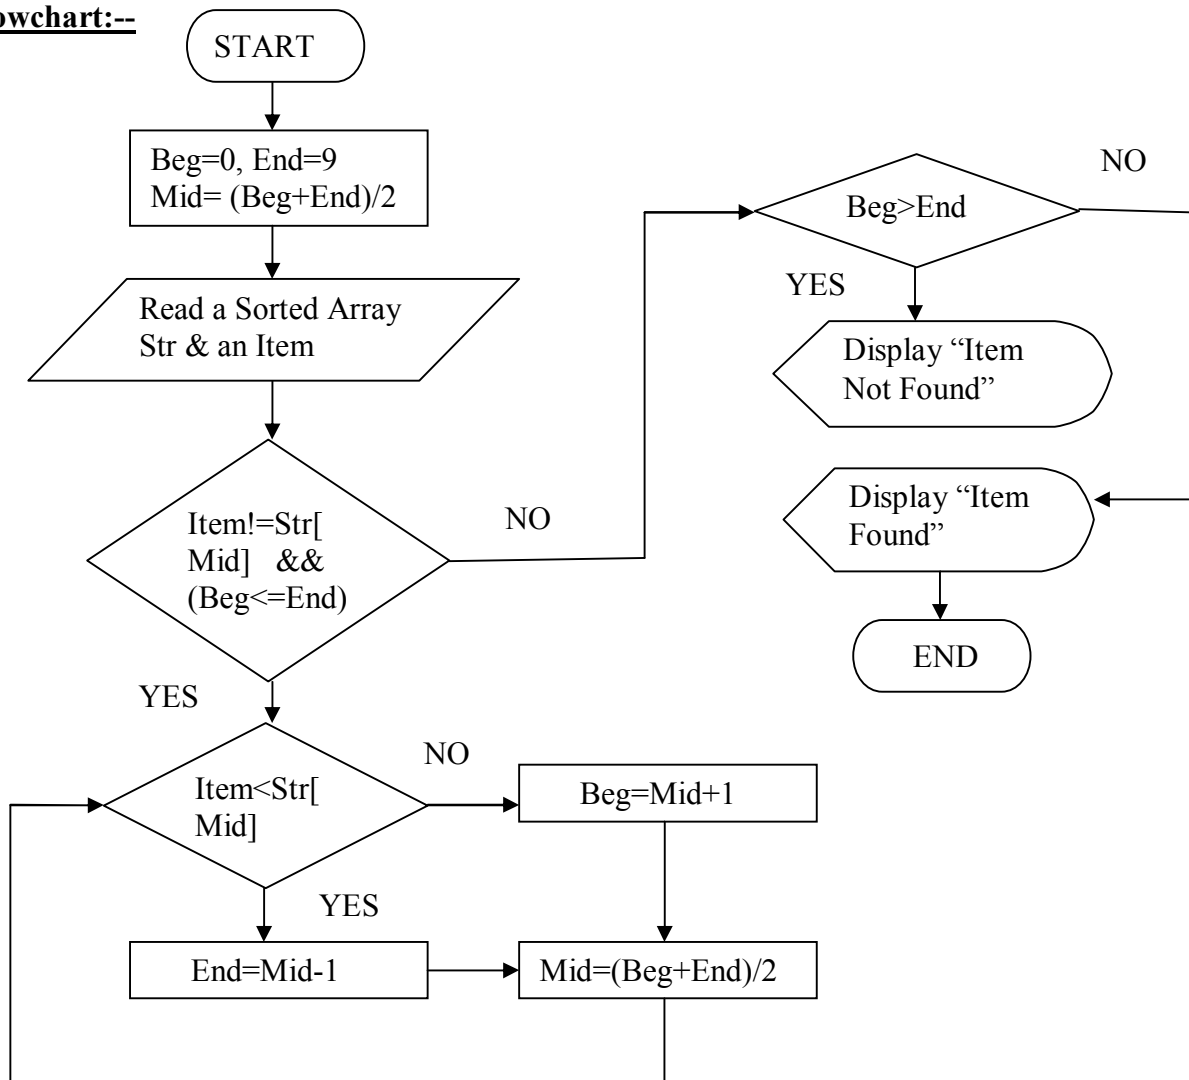 owchart:--
START
Beg=0, End=9
Mid= (Beg+End)/2
Read a Sorted Array
Str & an Item
Item!=Str[
Mid]   &&
(Beg<=End)
NO
YES
Item<Str[
Mid]
NO
Beg=Mid+1
YES
End=Mid-1
Mid=(Beg+End)/2
Beg>End
NO
YES
Display “Item
Not Found”
Display “Item
Found”
END